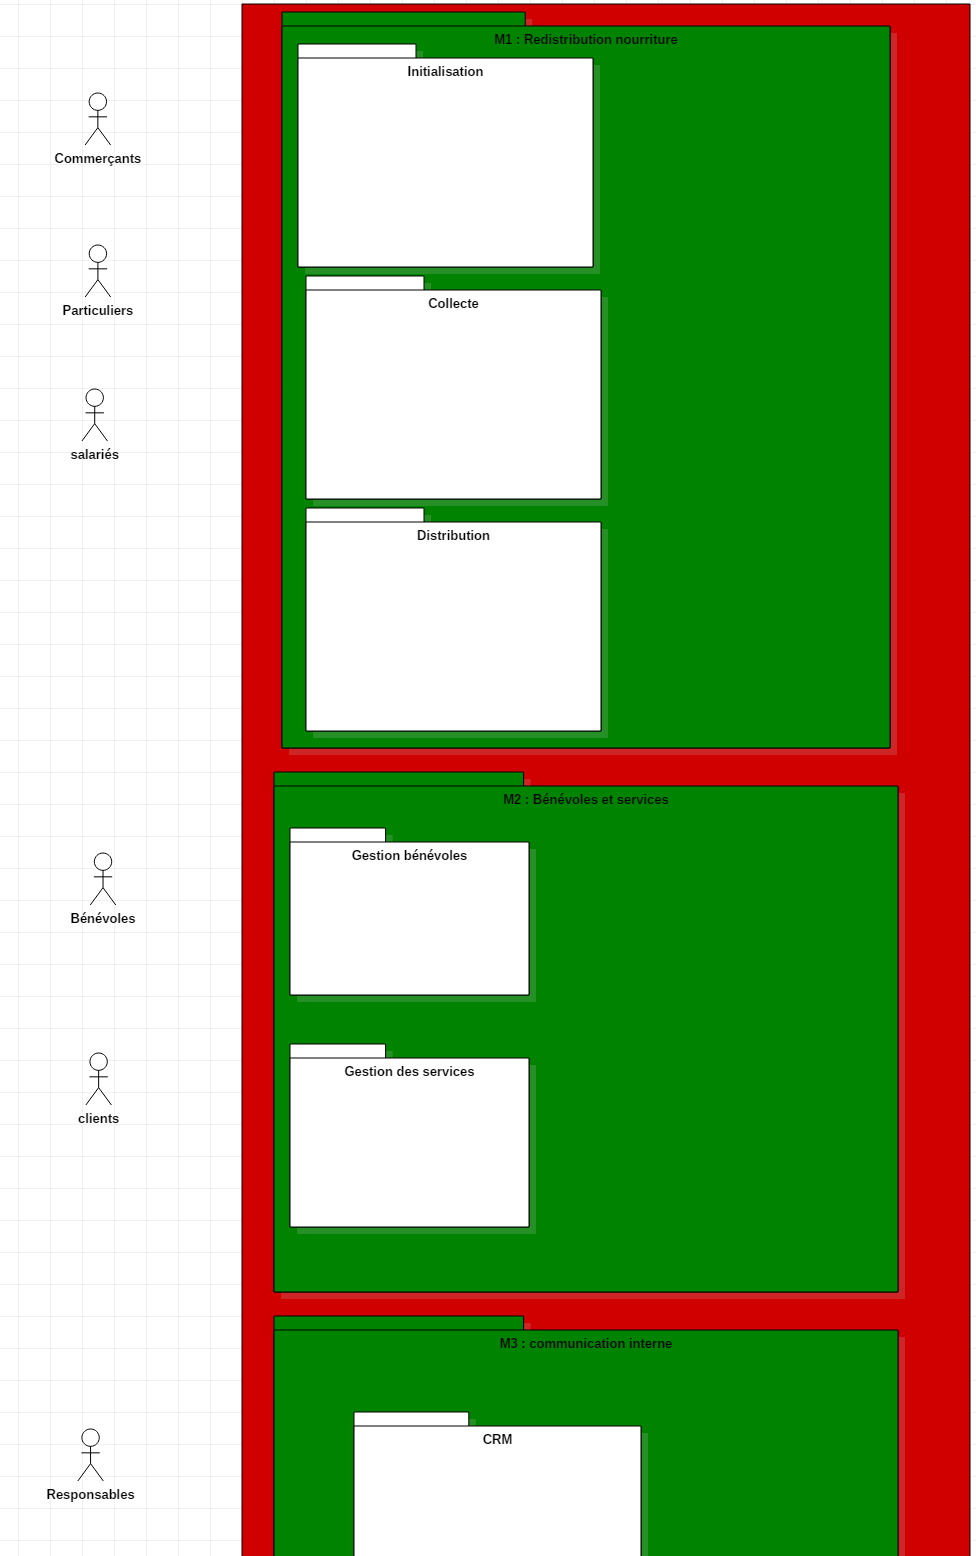 M1 : Redistribution nourriture
Initialisation
Commerçants
Particuliers
Collecte
salariés
Distribution
M2 : Bénévoles et services
Gestion bénévoles
Bénévoles
Gestion des services
clients
M3 : communication interne
CRM
Responsables